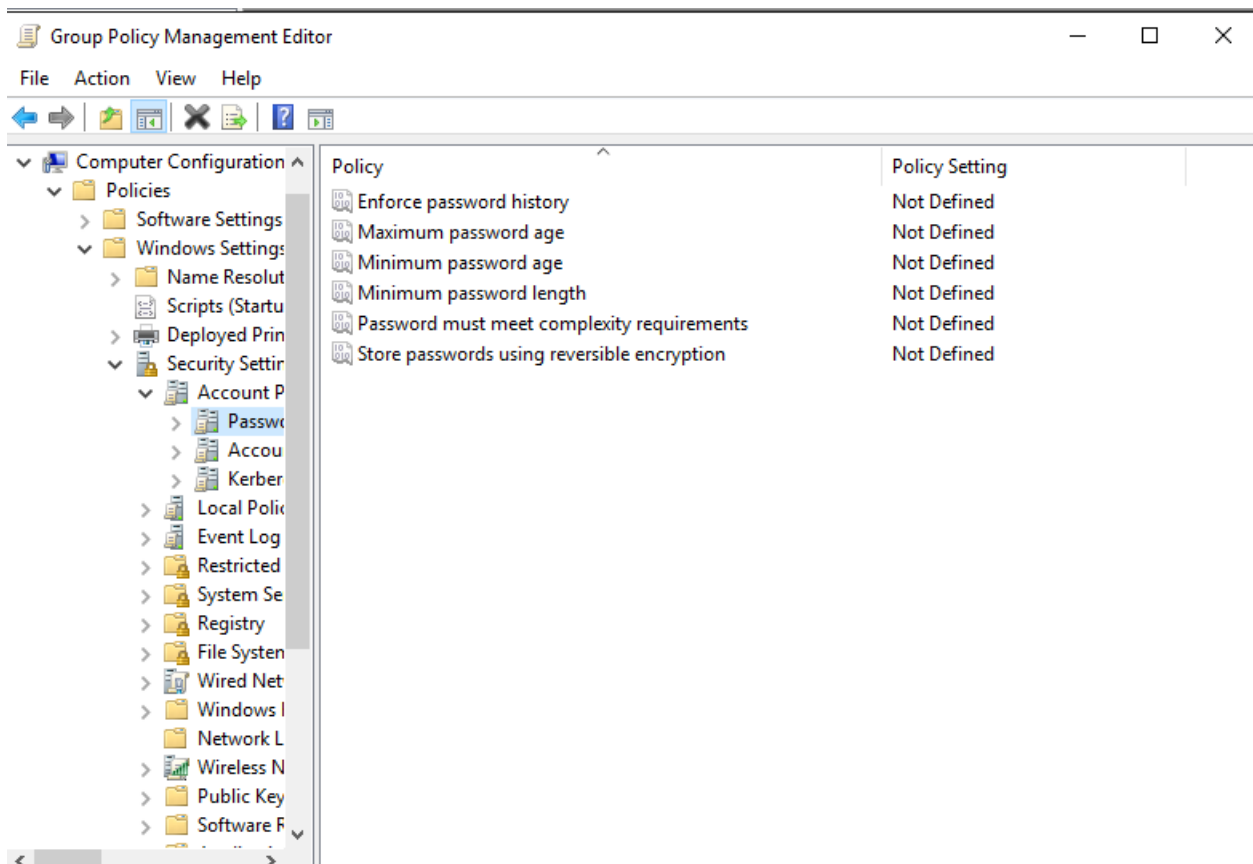 Group Policy Management Editor
File Action View Help
Computer Configuration
Policies
Software Settings
Windows Settings
Name Resolut
Scripts (Startu
Deployed Prin
Security Settin
Account P
Passwo
Accou
Kerber
Local Polic
Event Log
Restricted
System Se
Registry
File System
Wired Net
Windows
Network L
Wireless N
Public Key
Software R
Policy Policy Setting
Enforce password history Not Defined
Maximum password age Not Defined
Minimum password age Not Defined
Minimum password length Not Defined
Password must meet complexity requirements Not Defined
Store passwords using reversible encryption Not Defined